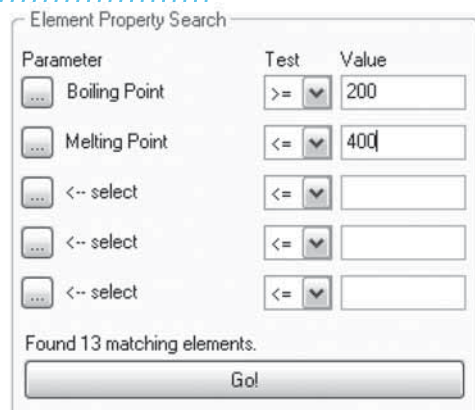 Element Property Search
Parameter Test Value
... Boiling Point >= 200
... Melting Point <= 400
... <-- select <=
... <-- select <=
... <-- select <=
Found 13 matching elements.
Go!